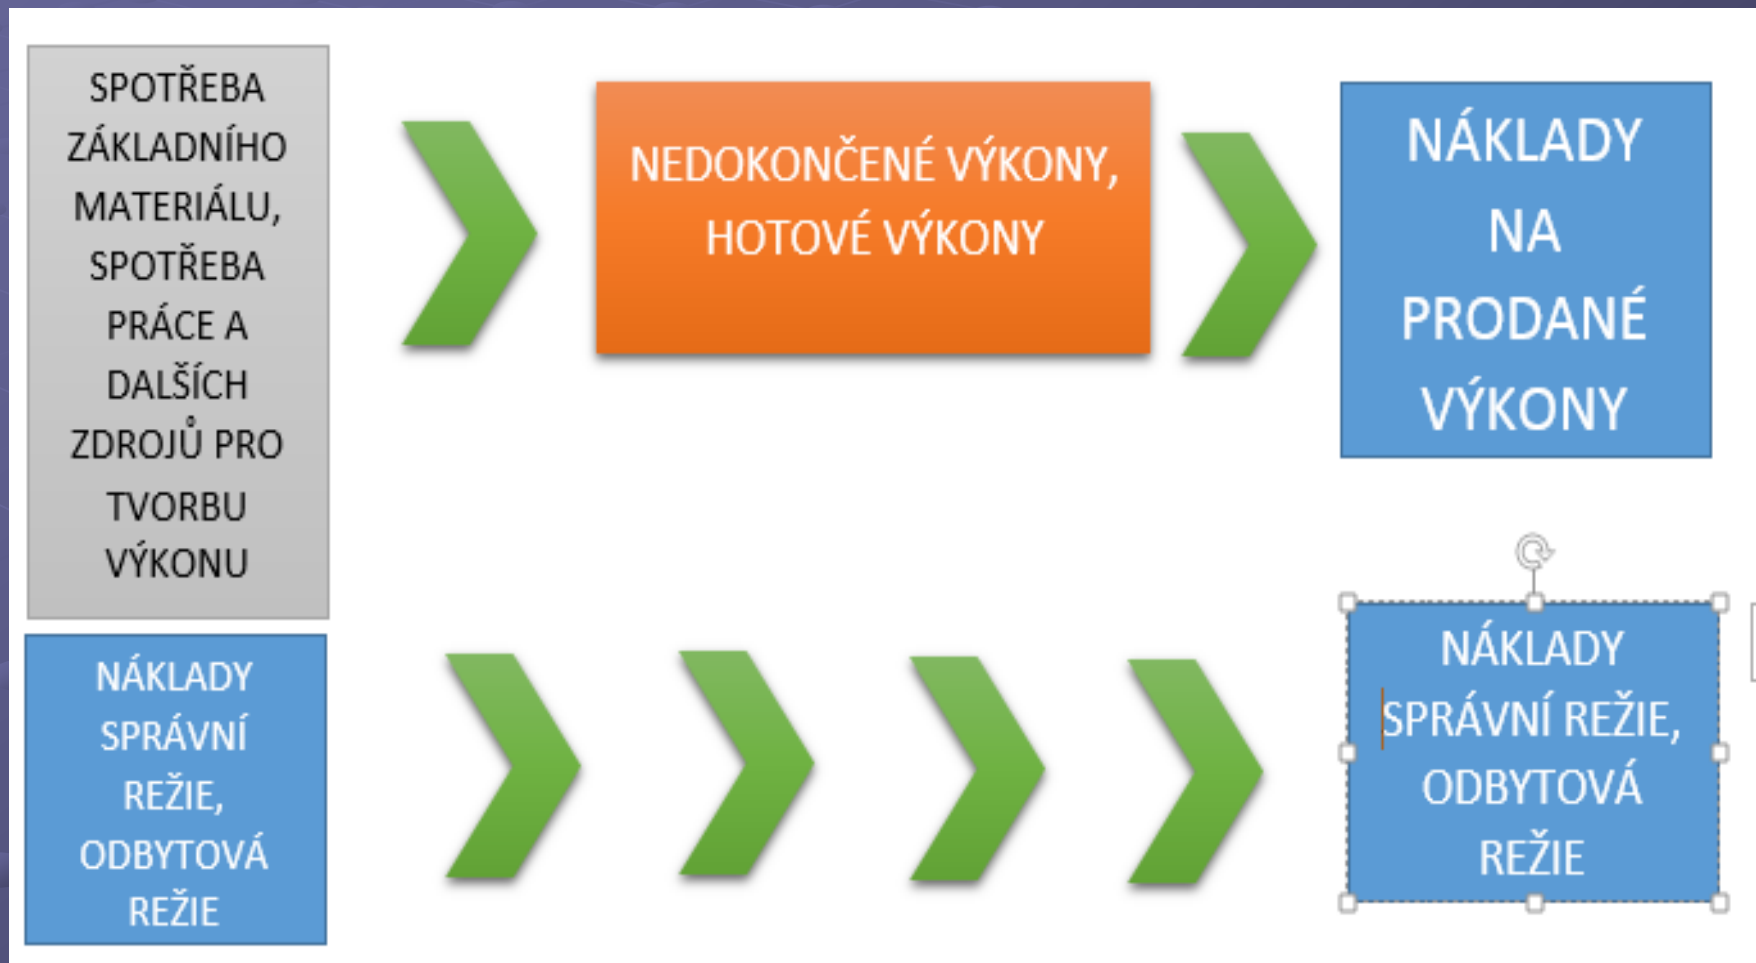 SPOTŘEBA
ZÁKLADNÍHO
MATERIÁLU,
SPOTŘEBA
PRÁCE A
DALŠÍCH
ZDROJŮ PRO
TVORBU
VÝKONU
NEDOKONČENÉ VÝKONY,
HOTOVÉ VÝKONY
NÁKLADY
NA
PRODANÉ
VÝKONY
NÁKLADY
SPRÁVNÍ
REŽIE,
ODBYTOVÁ
REŽIE
NÁKLADY
SPRÁVNÍ REŽIE,
ODBYTOVÁ
REŽIE